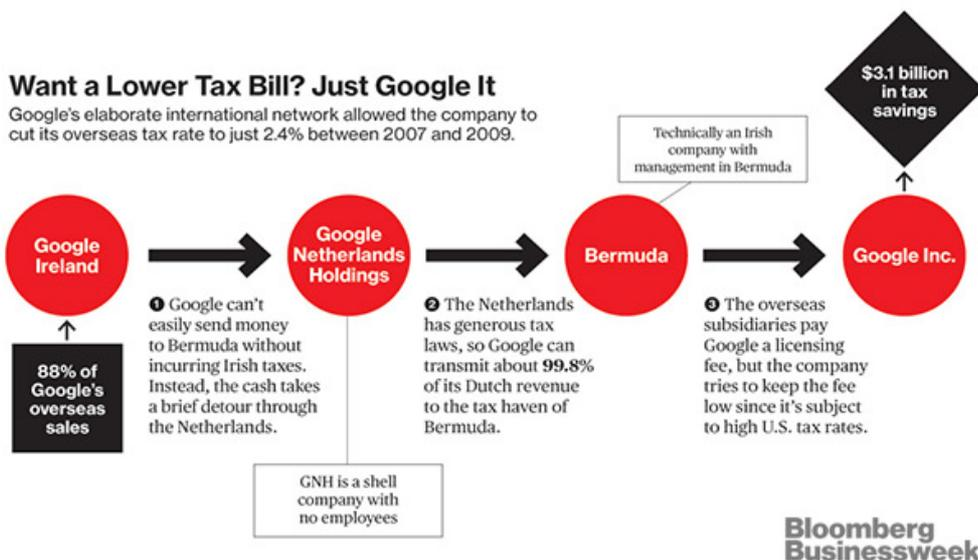 Want a Lower Tax Bill? Just Google It
Google's elaborate international network allowed the company to
cut its overseas tax rate to just 2.4% between 2007 and 2009.
$3.1 billion
in tax
savings
Technically an Irish
company with
management in Bermuda
Google
Ireland
Google
Netherlands
Holdings
Bermuda
Google Inc.
88% of
Google's
overseas
sales
❶ Google can't
easily send money
to Bermuda without
incurring Irish taxes.
Instead, the cash takes
a brief detour through
the Netherlands.
❷ The Netherlands
has generous tax
laws, so Google can
transmit about 99.8%
of its Dutch revenue
to the tax haven of
Bermuda.
❸ The overseas
subsidiaries pay
Google a licensing
fee, but the company
tries to keep the fee
low since it's subject
to high U.S. tax rates.
GNH is a shell
company with
no employees
Bloomberg
Businessweek